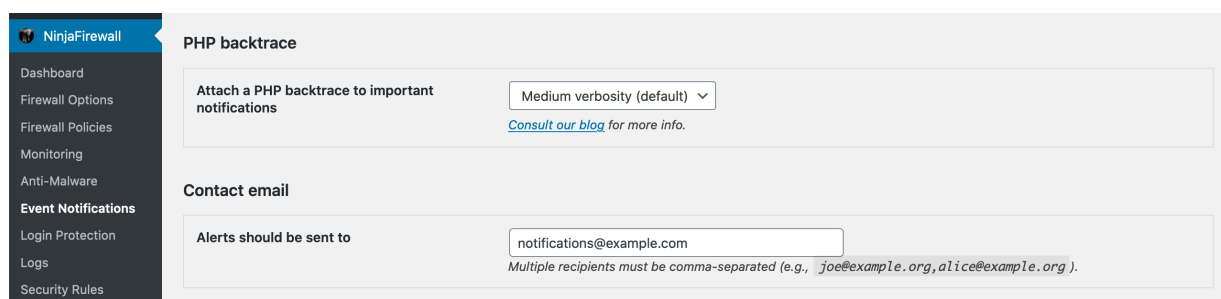 NinjaFirewall
Dashboard
Firewall Options
Firewall Policies
Monitoring
Anti-Malware
Event Notifications
Login Protection
Logs
Security Rules
PHP backtrace
Attach a PHP backtrace to important
notifications
Medium verbosity (default)
Consult our blog for more info.
Contact email
Alerts should be sent to
notifications@example.com
Multiple recipients must be comma-separated (e.g., joe@example.org,alice@example.org ).